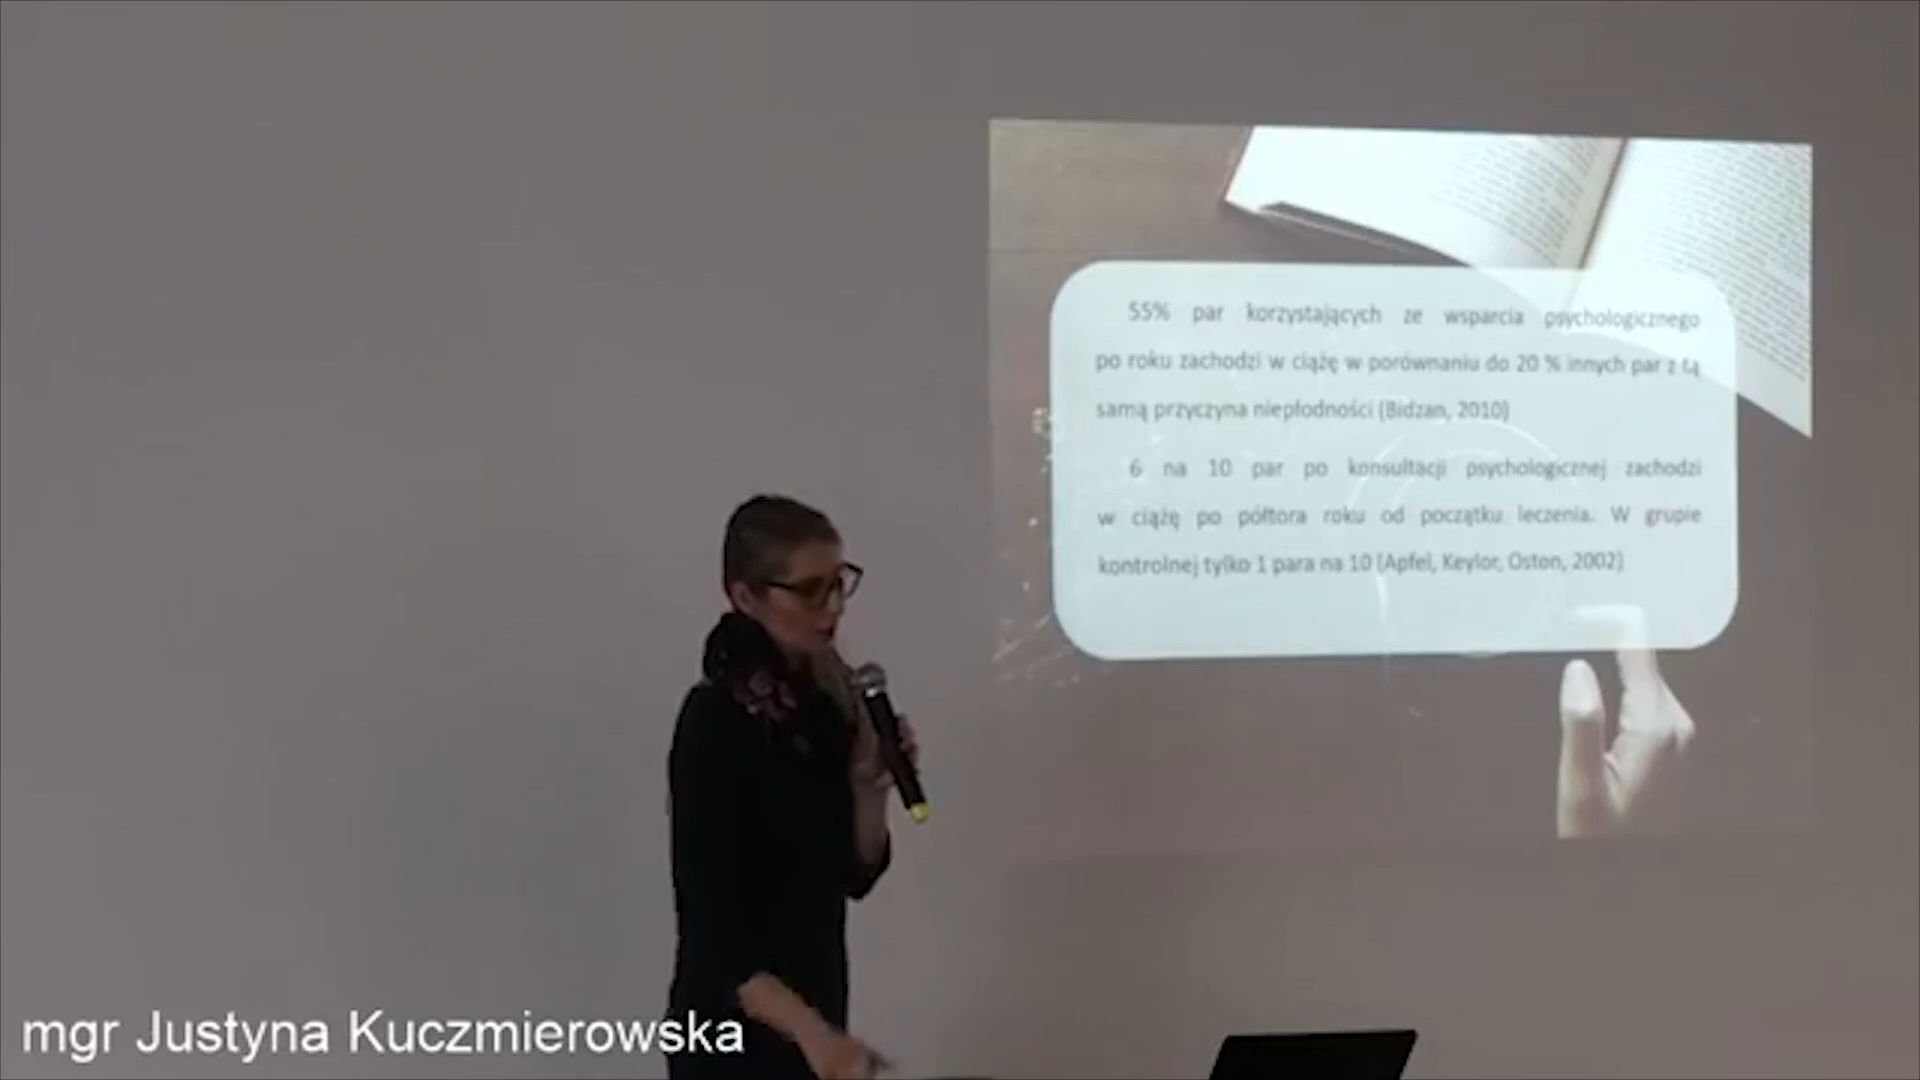 55% par korzystających ze wsparcia psychologicznego
po roku zachodzi w ciążę w porównaniu do 20 % innych par z tą
samą przyczyna niepłodności (Bidzan, 2010)
6 na 10 par po konsultacji psychologicznej zachodzi
w ciążę po półtora roku od początku leczenia. W grupie
kontrolnej tylko 1 para na 10 (Apfel, Keylor, Oston, 2002)
mgr Justyna Kuczmierowska